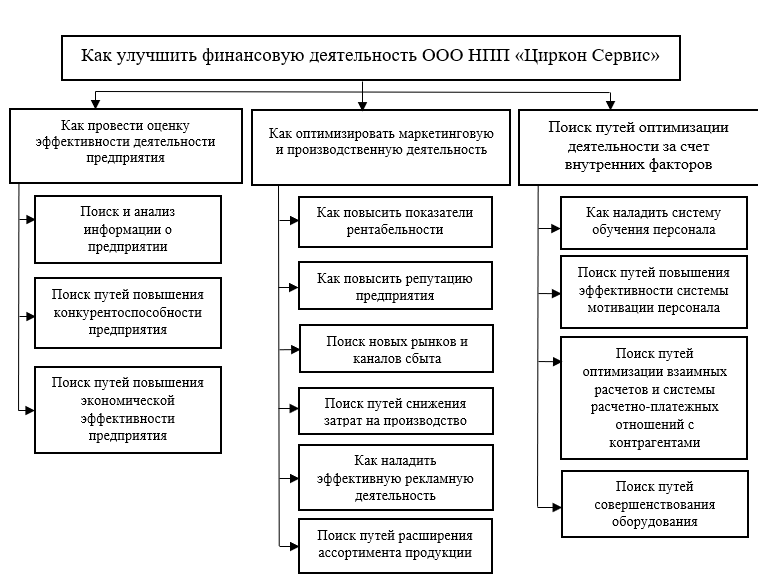 Как улучшить финансовую деятельность ООО НПП «Циркон Сервис»
Как провести оценку
эффективности деятельности
предприятия
Поиск и анализ
информации о
предприятии
Поиск путей повышения
конкурентоспособности
предприятия
Поиск путей повышения
экономической
эффективности
предприятия
Как оптимизировать маркетинговую
и производственную деятельность
Как повысить показатели
рентабельности
Как повысить репутацию
предприятия
Поиск новых рынков и
каналов сбыта
Поиск путей снижения
затрат на производство
Как наладить
эффективную рекламную
деятельность
Поиск путей расширения
ассортимента продукции
Поиск путей оптимизации
деятельности за счет
внутренних факторов
Как наладить систему
обучения персонала
Поиск путей повышения
эффективности системы
мотивации персонала
Поиск путей
оптимизации взаимных
расчетов и системы
расчетно-платежных
отношений с
контрагентами
Поиск путей
совершенствования
оборудования